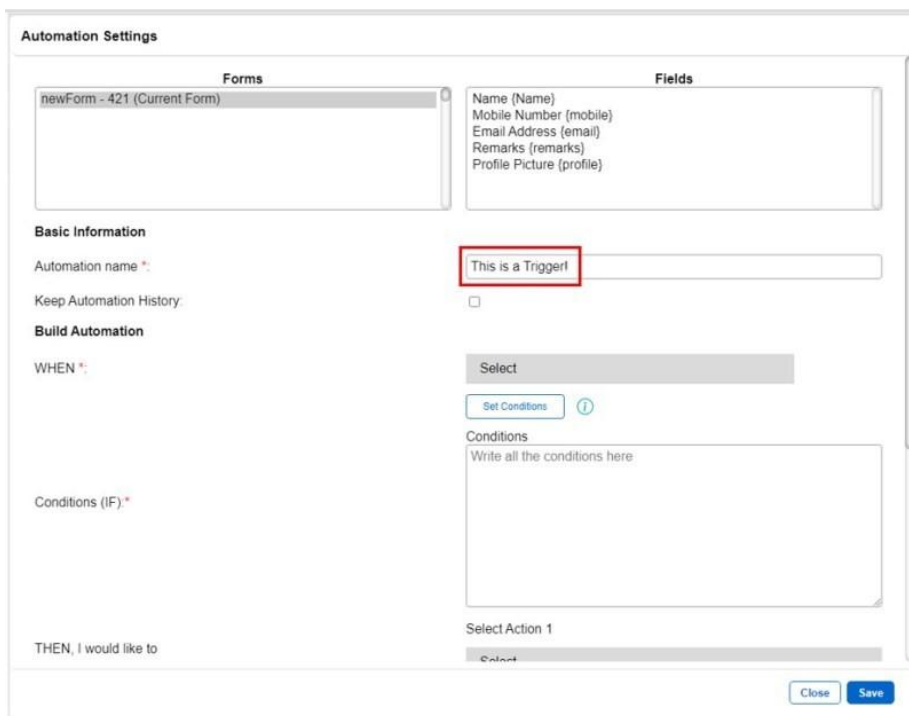 Automation Settings
Forms
newForm - 421 (Current Form)
Fields
Name {Name}
Mobile Number {mobile}
Email Address {email}
Remarks {remarks}
Profile Picture {profile}
Basic Information
Automation name *:
This is a Trigger!
Keep Automation History:
Build Automation
WHEN *:
Select
Set Conditions
Conditions
Write all the conditions here
Conditions (IF):*
Select Action 1
THEN, I would like to
Select
Close Save